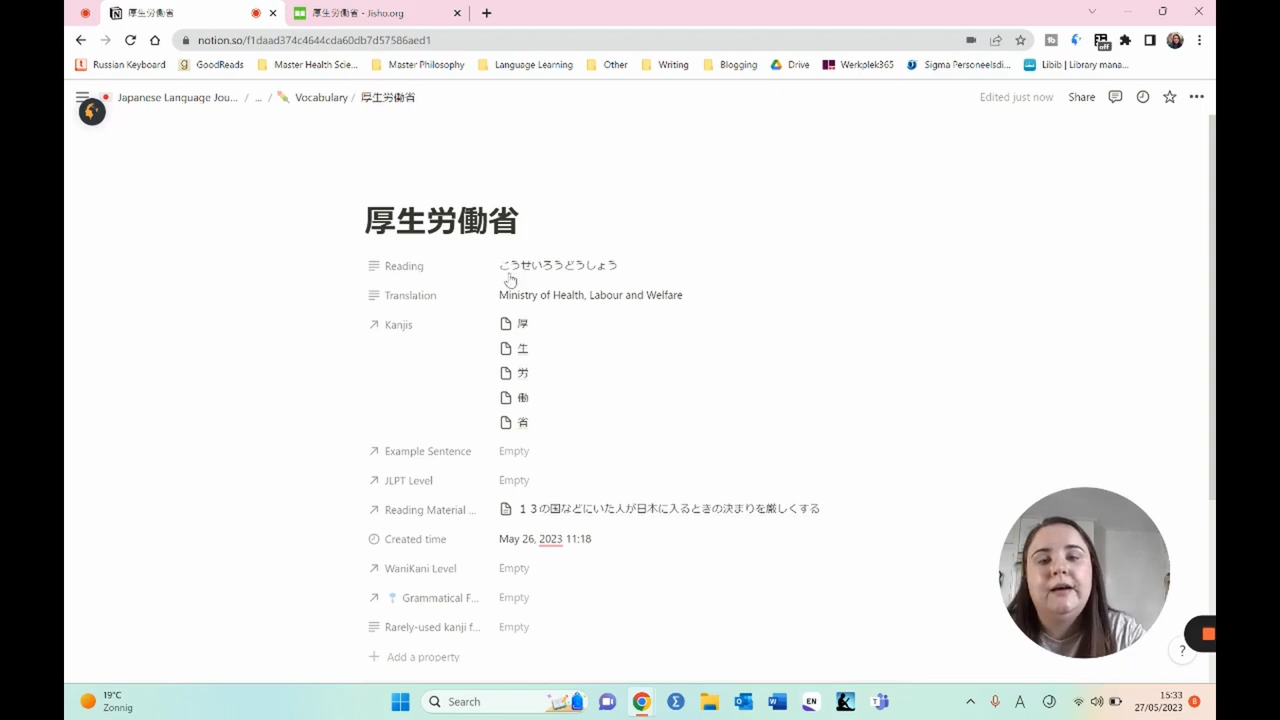 厚生労働省
厚生労働省 - Jisho.org
notion.so/f1daad374c4644cda60db7d57586aed1
off
Russian Keyboard
GoodReads
Master Health Scie...
Master Philosophy
Language Learning
Other
Writing
Blogging
Drive
Werkplek365
Sigma Personeelsdi...
Libib | Library mana...
Japanese Language Jou... / ... / Vocabulary / 厚生労働省
Edited just now
Share
厚生労働省
Reading
こうせいろうどうしょう
Translation
Ministry of Health, Labour and Welfare
Kanjis
厚
生
労
働
省
Example Sentence
Empty
JLPT Level
Empty
Reading Material ...
１３の国などにいた人が日本に入るときの決まりを厳しくする
Created time
May 26, 2023 11:18
WaniKani Level
Empty
Grammatical F...
Empty
Rarely-used kanji f...
Empty
Add a property
?
19°C
Zonnig
Search
EN
A
15:33
27/05/2023
8